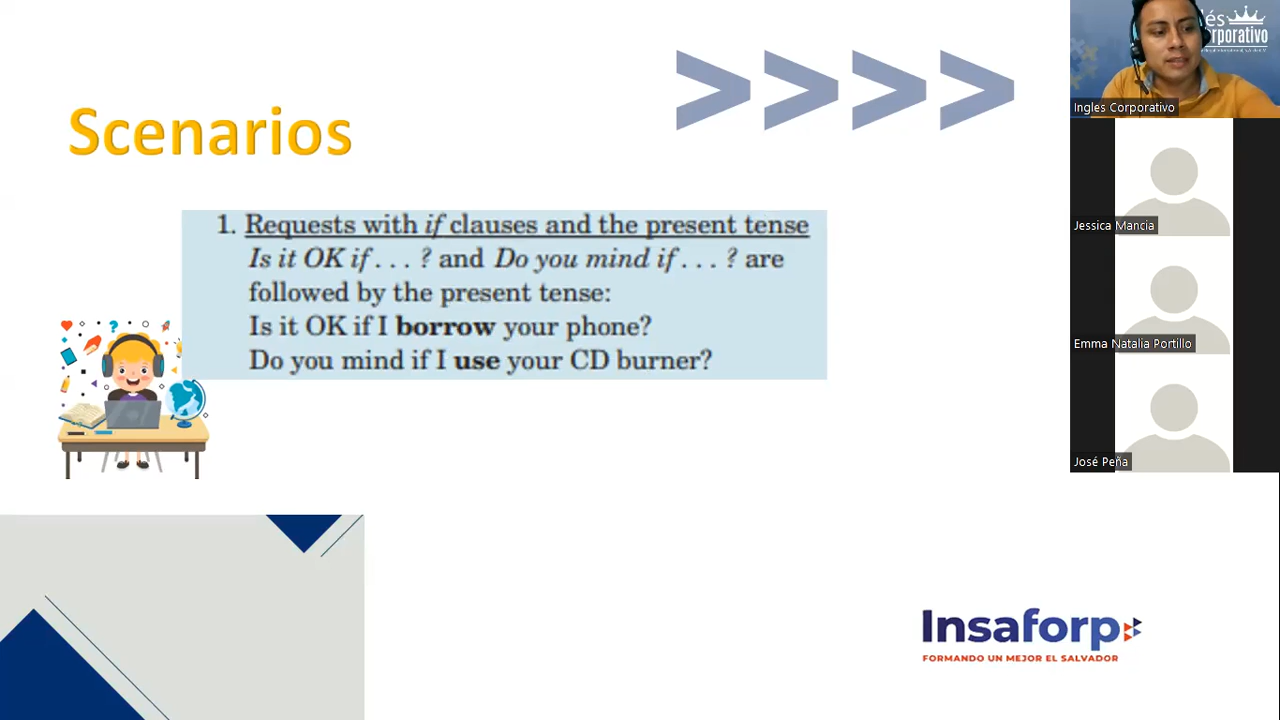 Scenarios
1. Requests with if clauses and the present tense
Is it OK if . . . ? and Do you mind if . . . ? are
followed by the present tense:
Is it OK if I borrow your phone?
Do you mind if I use your CD burner?
Insaforp
FORMANDO UN MEJOR EL SALVADOR
Ingles Corporativo
Jessica Mancia
Emma Natalia Portillo
José Peña